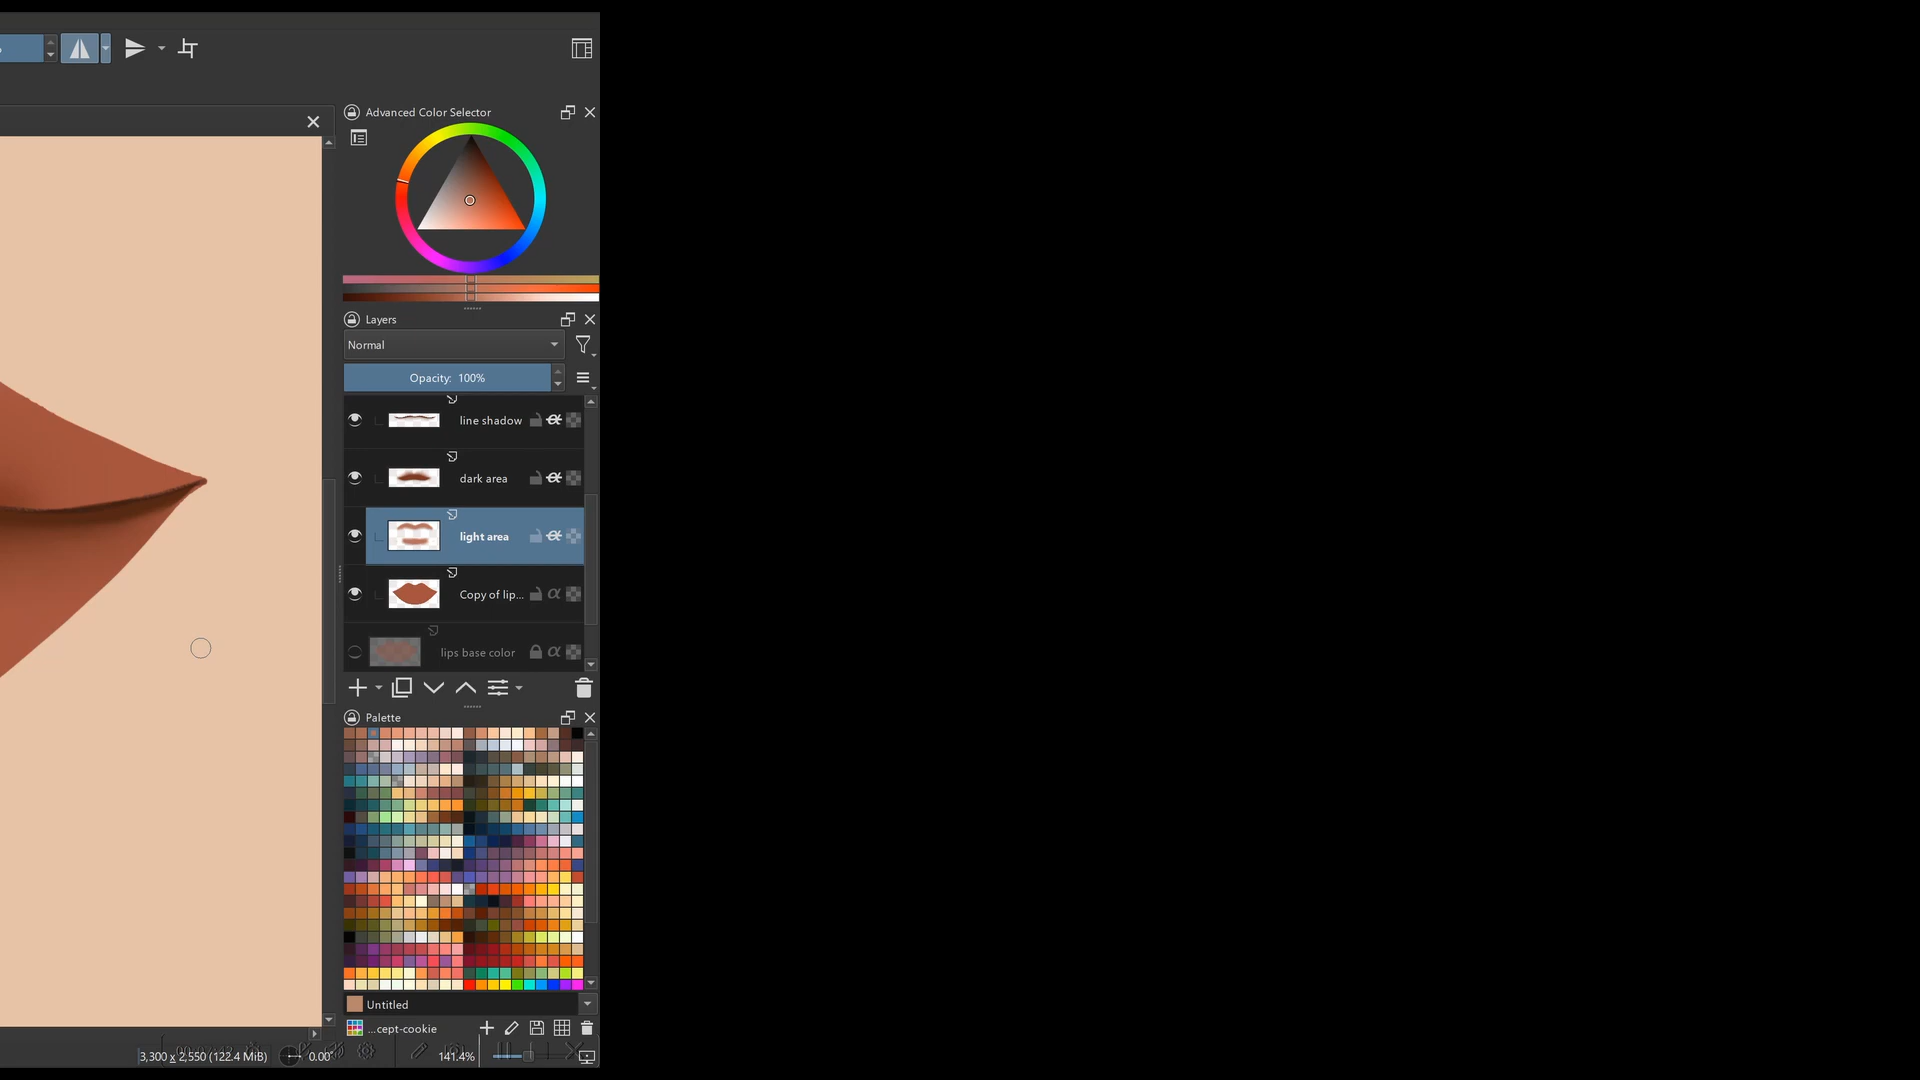 Advanced Color Selector
Layers
Normal
Opacity: 100%
line shadow
dark area
light area
Copy of lip...
lips base color
Palette
Untitled
...cept-cookie
3,300 x 2,550 (122.4 MiB)
0.00°
141.4%